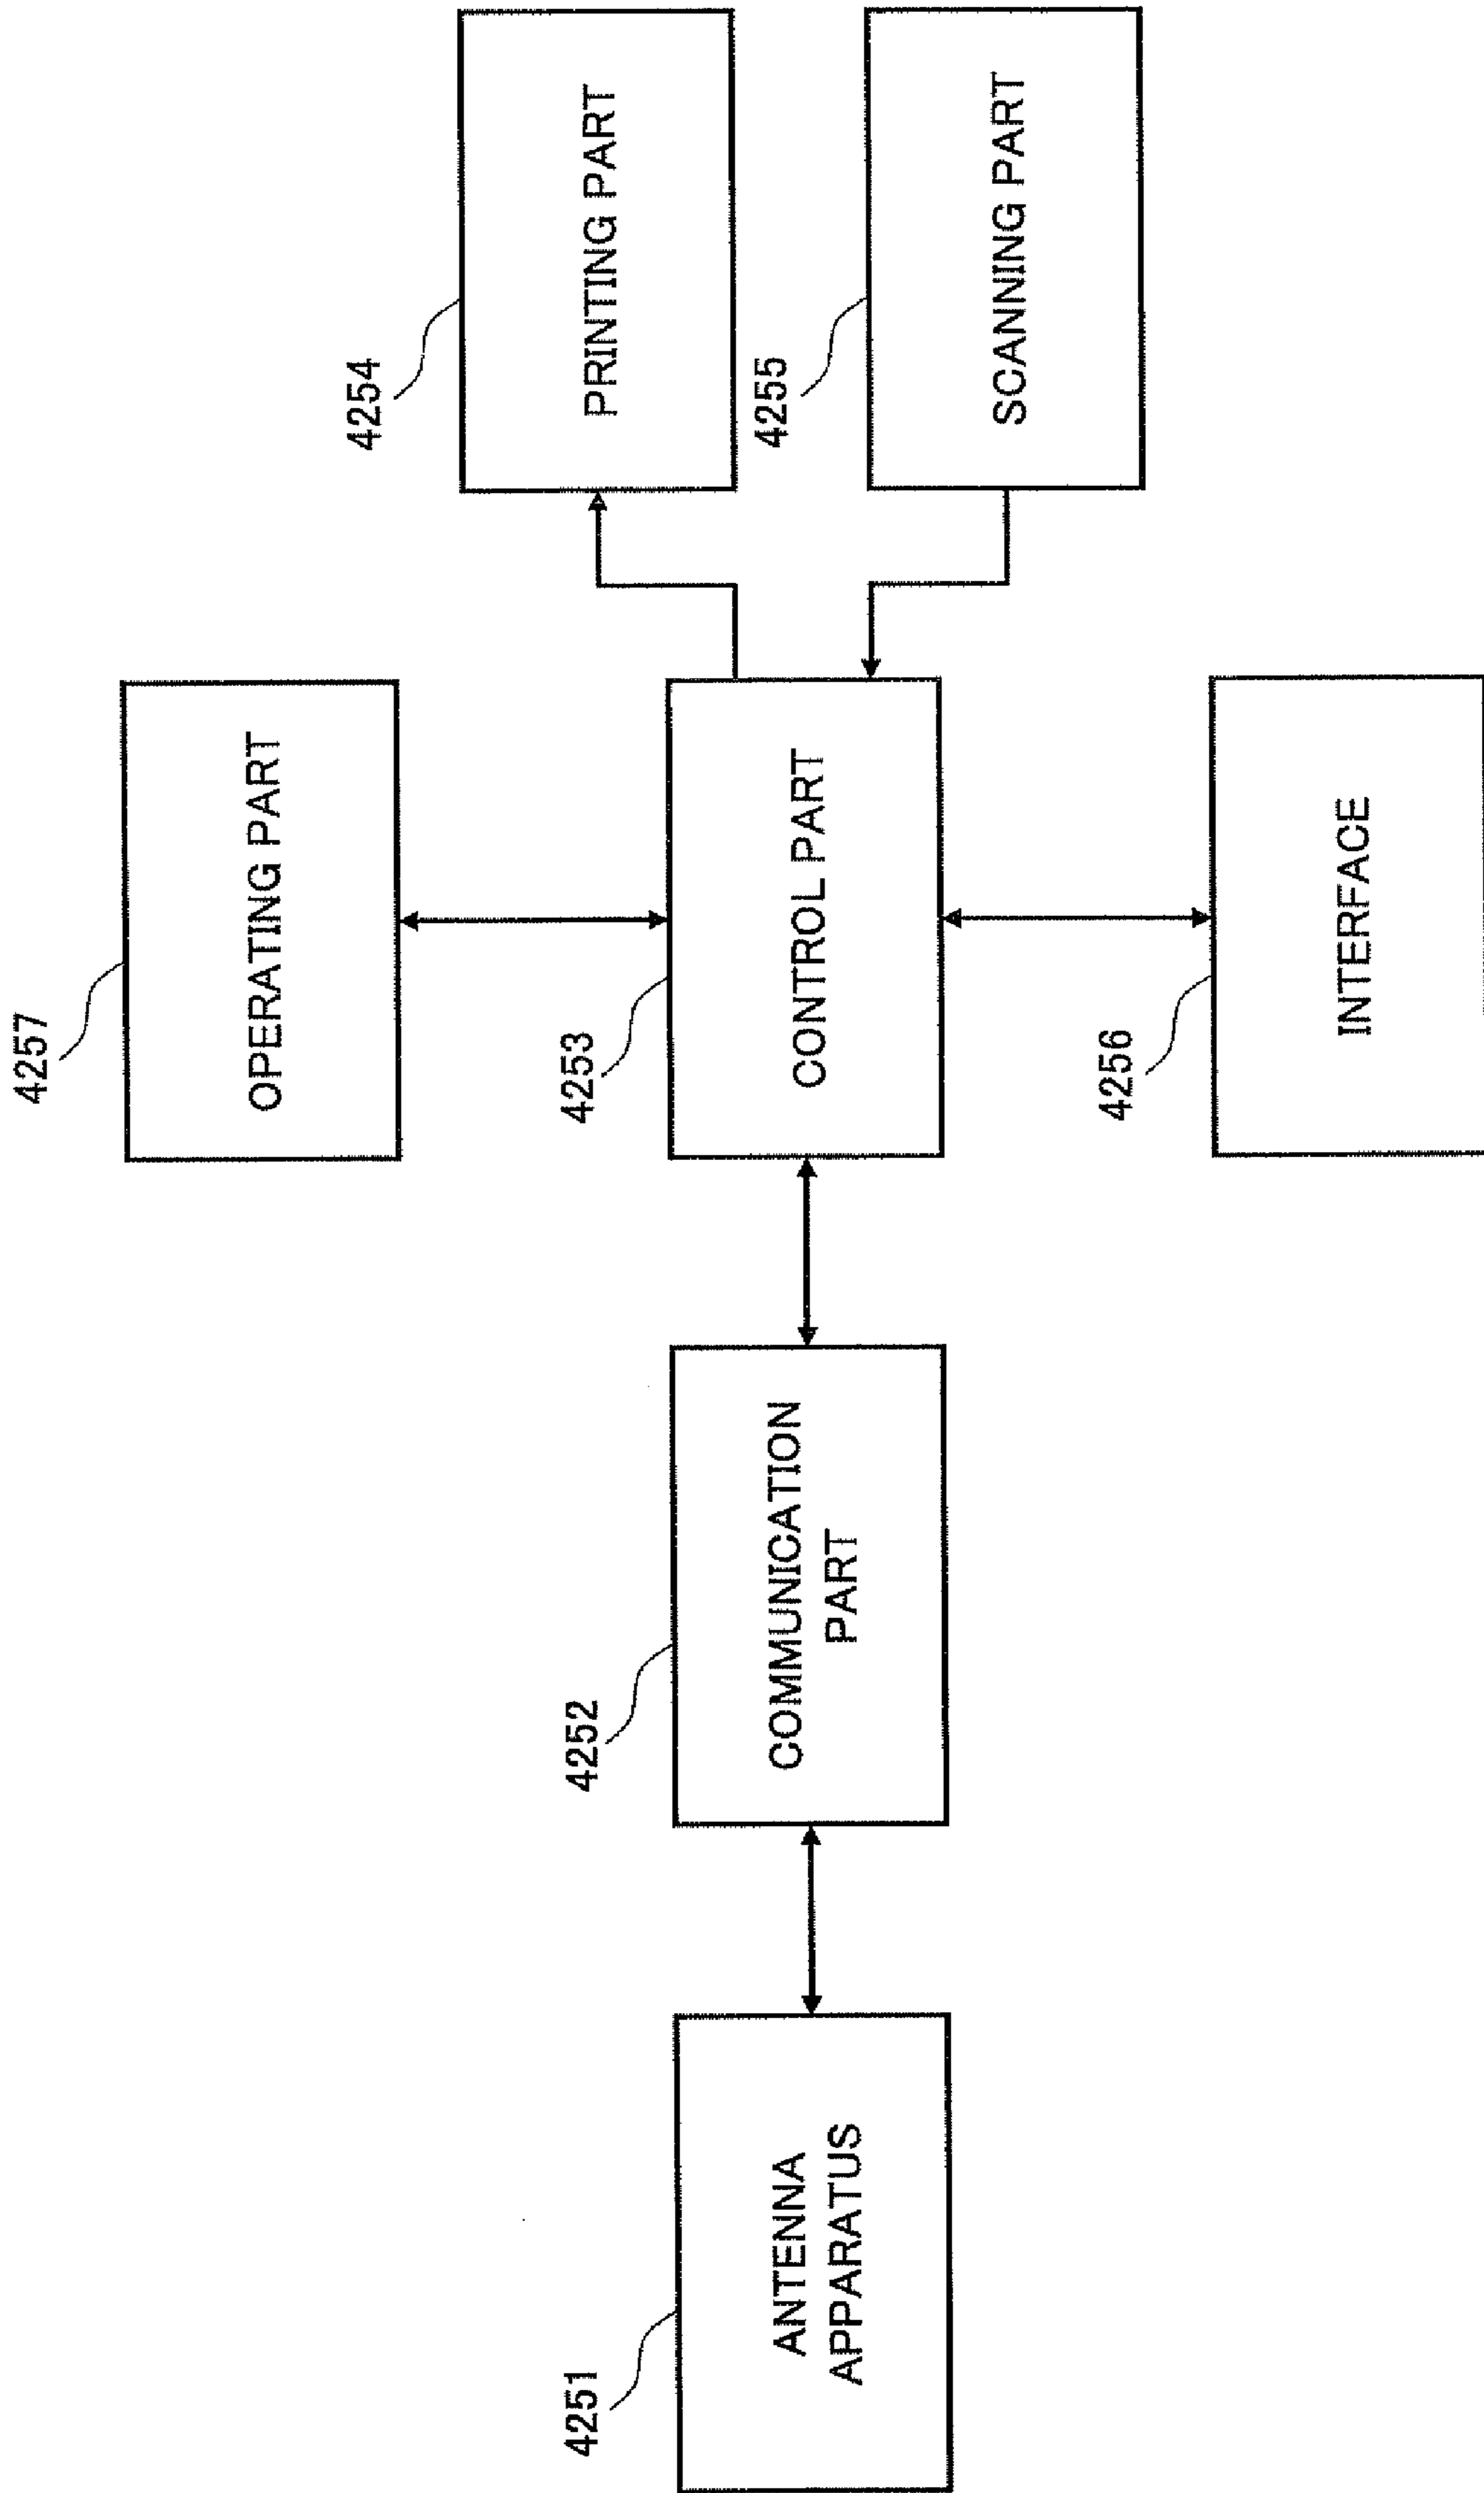 4257
OPERATING PART
4254
PRINTING PART
4253
CONTROL PART
4255
SCANNING PART
4256
INTERFACE
4252
COMMUNICATION
PART
4251
ANTENNA
APPARATUS